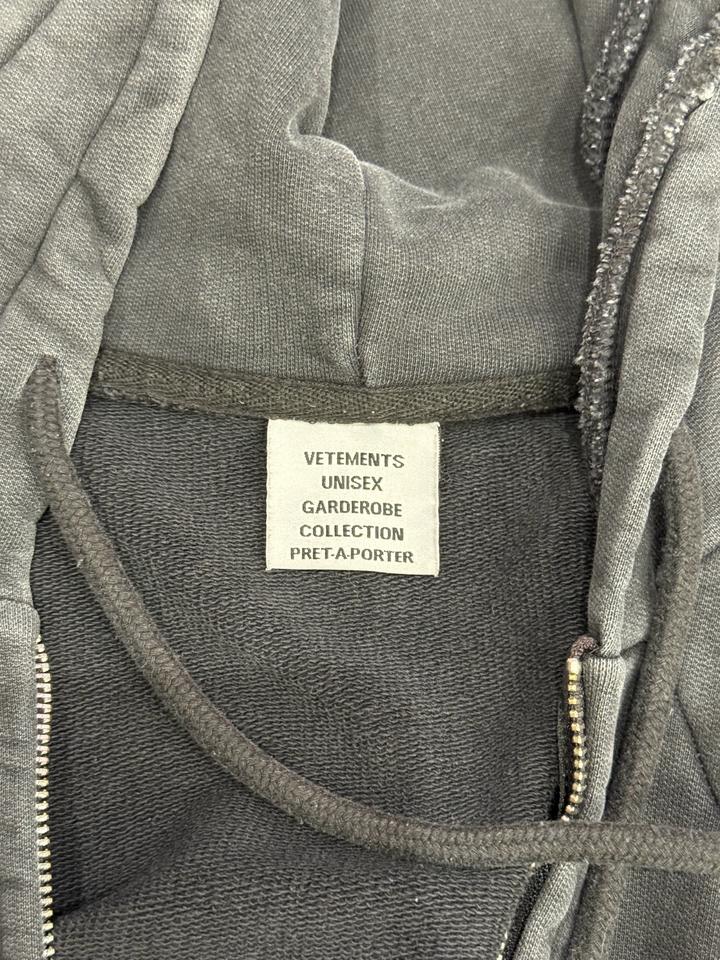 VETEMENTS
UNISEX
GARDEROBE
COLLECTION
PRET-A-PORTER